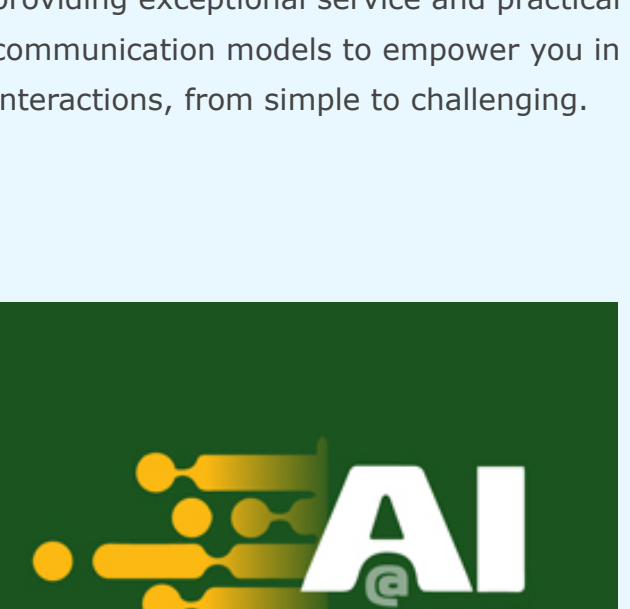 providing exceptional service and practical
communication models to empower you in
interactions, from simple to challenging.
AI
@